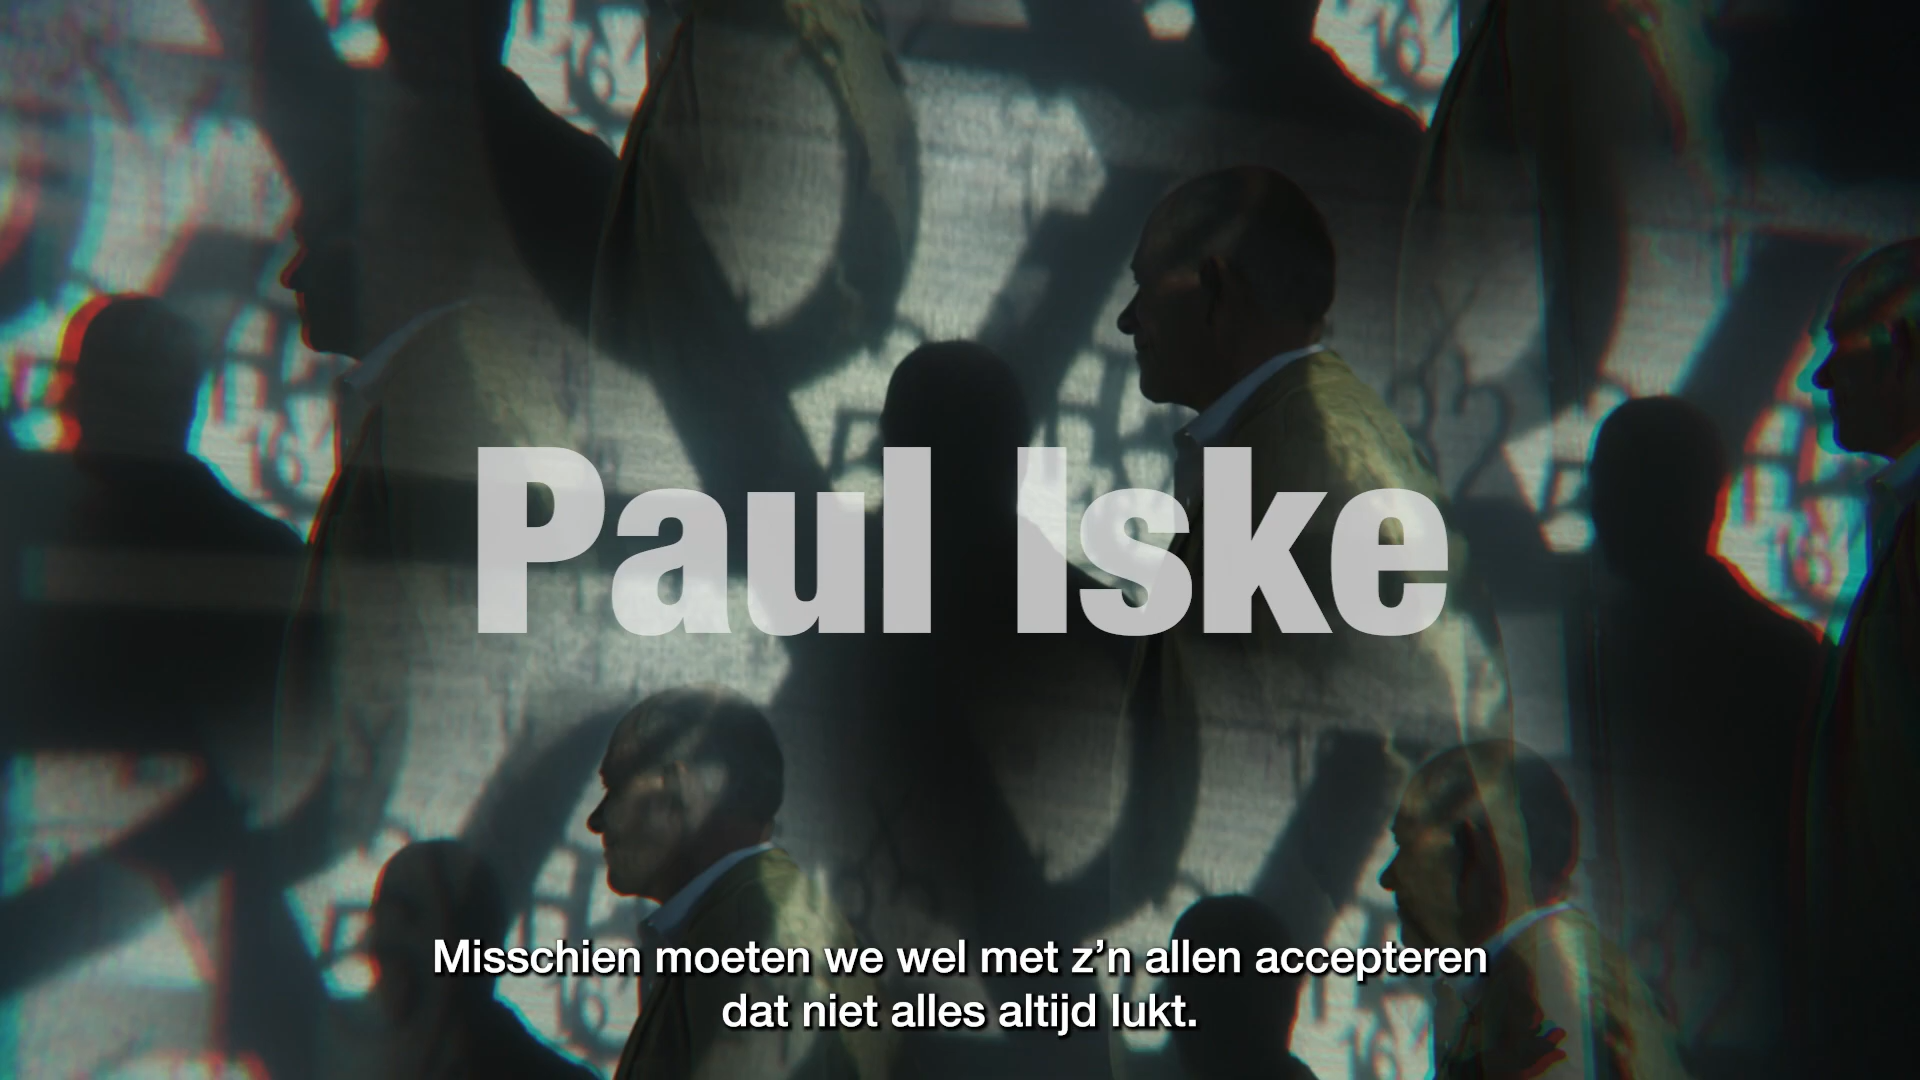 Paul Iske
Misschien moeten we wel met z’n allen accepteren
dat niet alles altijd lukt.